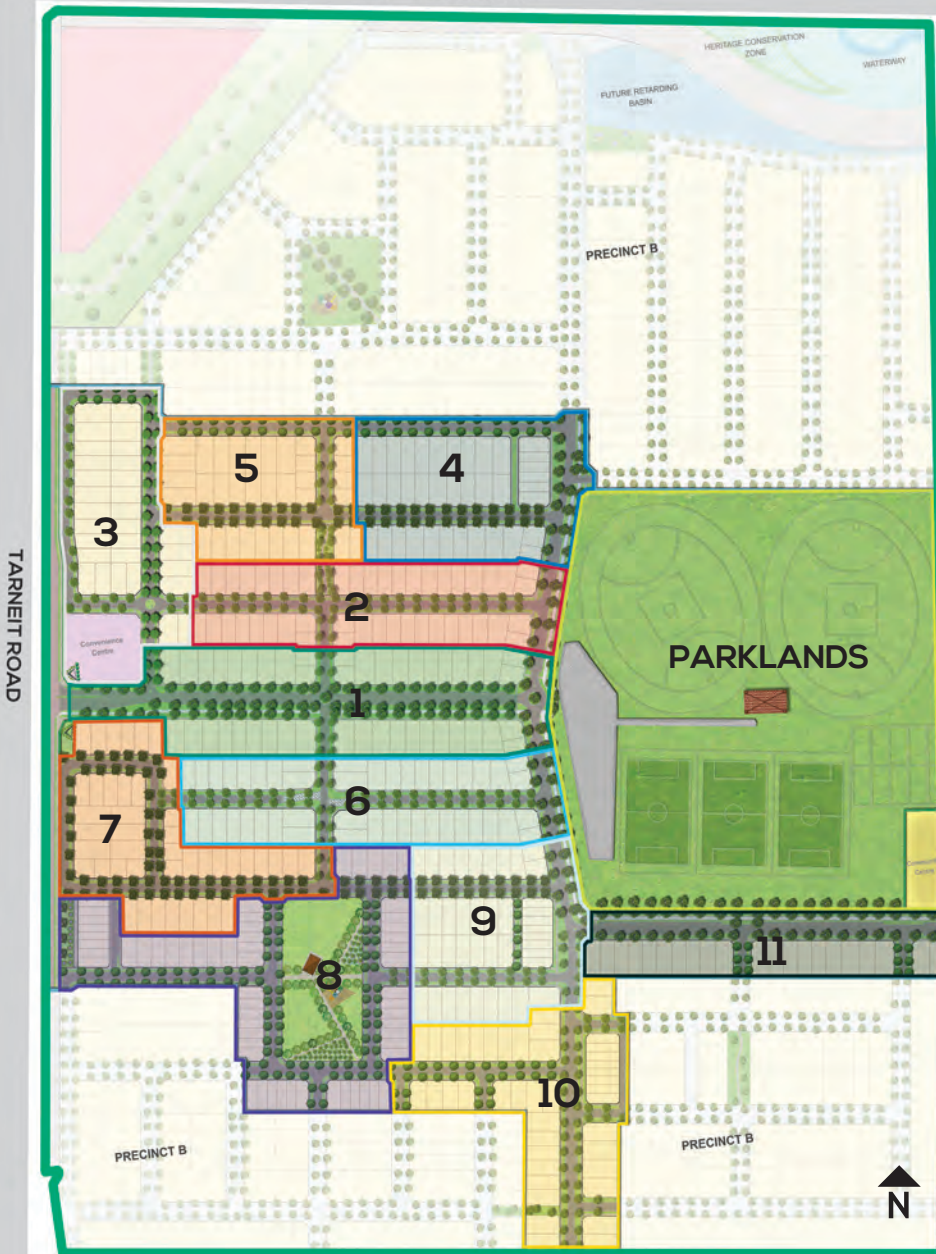 HERITAGE CONSERVATION
ZONE
WATERWAY
FUTURE RETARDING
BASIN
PRECINCT B
5
4
3
2
TARNEIT ROAD
Convenience
Centre
PARKLANDS
1
6
7
9
8
11
10
PRECINCT B
PRECINCT B
N